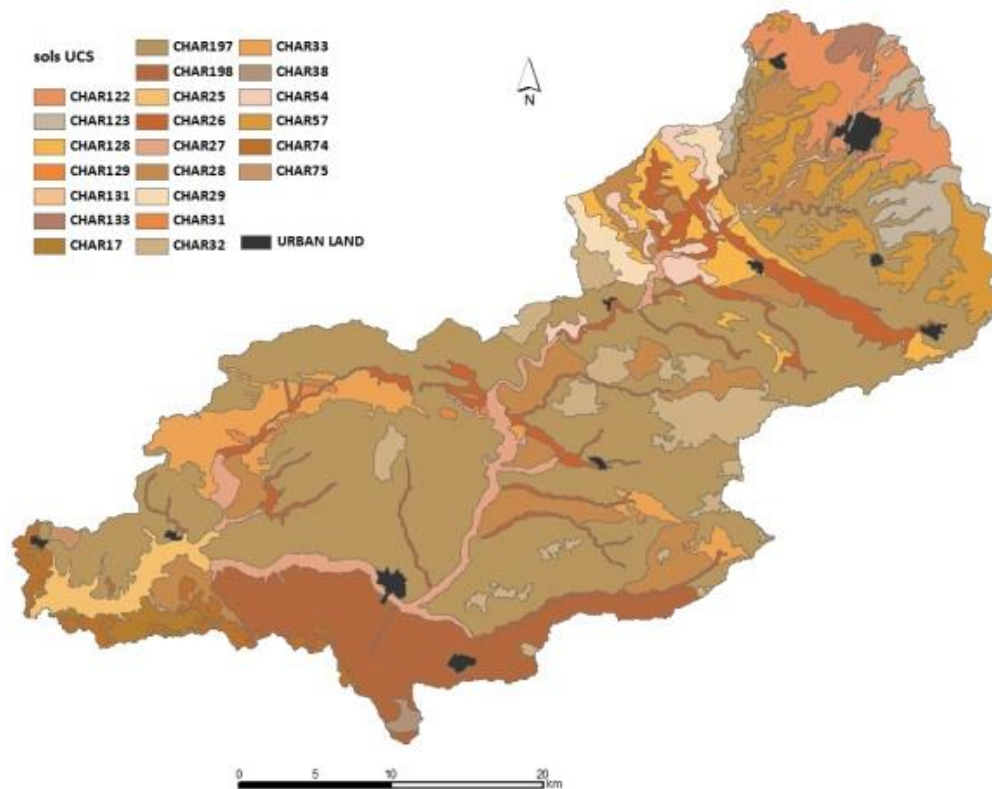 sols UCS
CHAR122
CHAR123
CHAR128
CHAR129
CHAR131
CHAR133
CHAR17
CHAR197
CHAR198
CHAR25
CHAR26
CHAR27
CHAR28
CHAR29
CHAR31
CHAR32
CHAR33
CHAR38
CHAR54
CHAR57
CHAR74
CHAR75
URBAN LAND
N
0 5 10 20
km